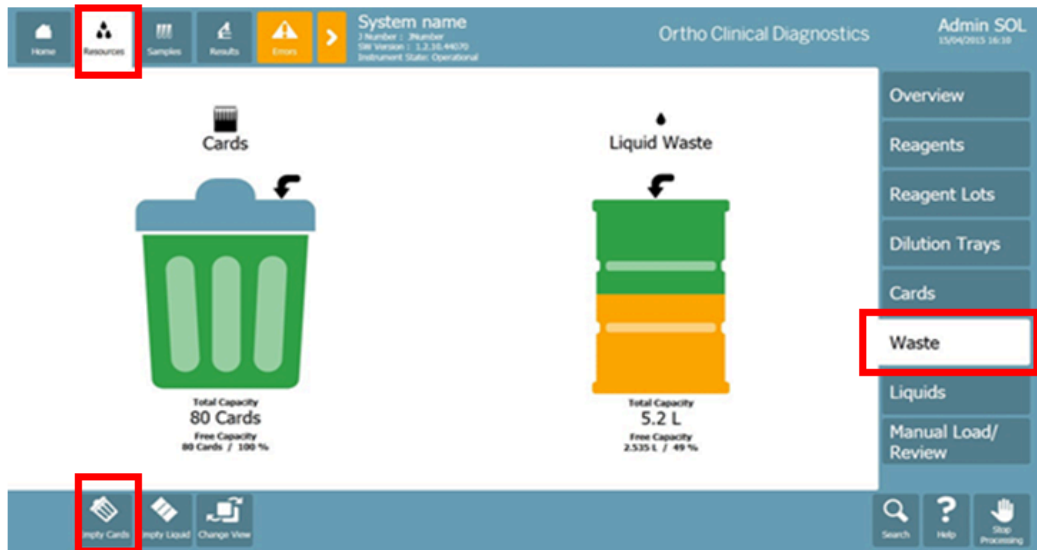 Home
Resources
Samples
Results
Errors
System name
J Number : JNumber
SW Version : 1.2.10.44070
Instrument State: Operational
Ortho Clinical Diagnostics
Admin SOL
15/04/2015 16:10
Cards
Total Capacity
80 Cards
Free Capacity
80 Cards / 100 %
Liquid Waste
Total Capacity
5.2 L
Free Capacity
2.535 L / 49 %
Overview
Reagents
Reagent Lots
Dilution Trays
Cards
Waste
Liquids
Manual Load/
Review
Empty Cards
Empty Liquid
Change View
Search
Help
Stop
Processing